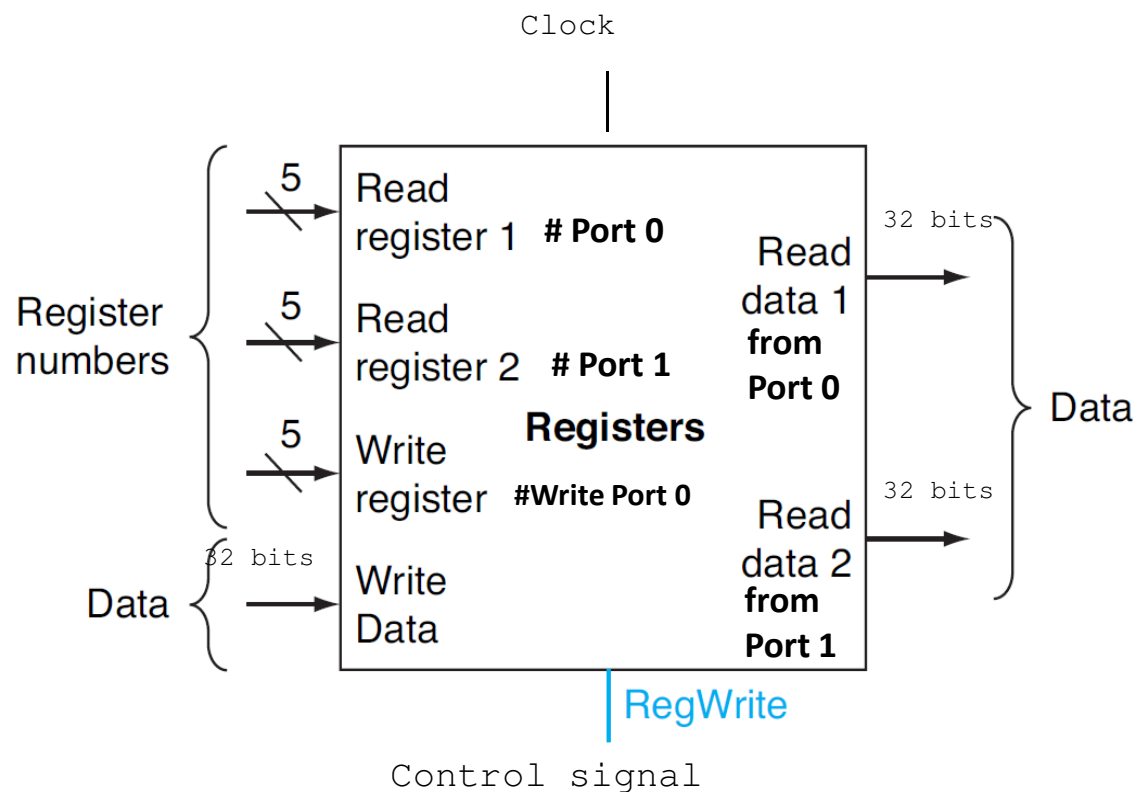 Clock
5
Read
register 1 # Port 0
32 bits
Read
data 1
from
Port 0
Register
numbers
5
Read
register 2 # Port 1
Registers
Data
5
Write
register #Write Port 0
32 bits
Read
data 2
from
Port 1
32 bits
Data
Write
Data
RegWrite
Control signal